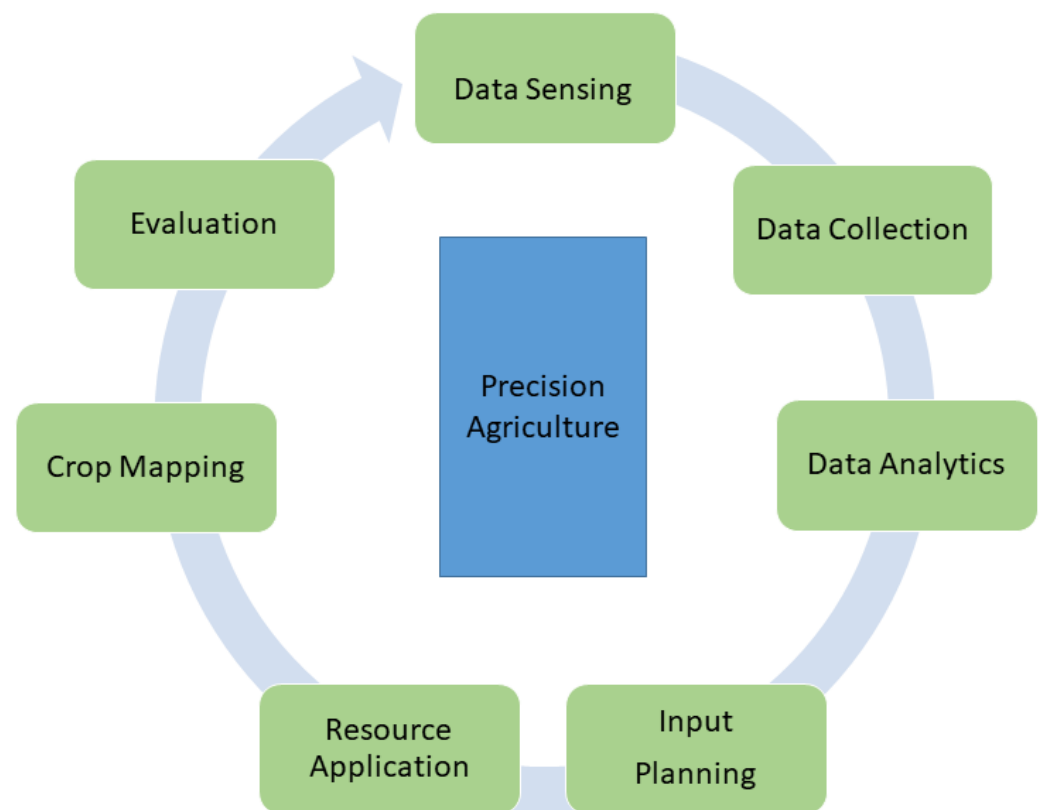 Data Sensing
Data Collection
Data Analytics
Input
Planning
Resource
Application
Crop Mapping
Evaluation
Precision
Agriculture